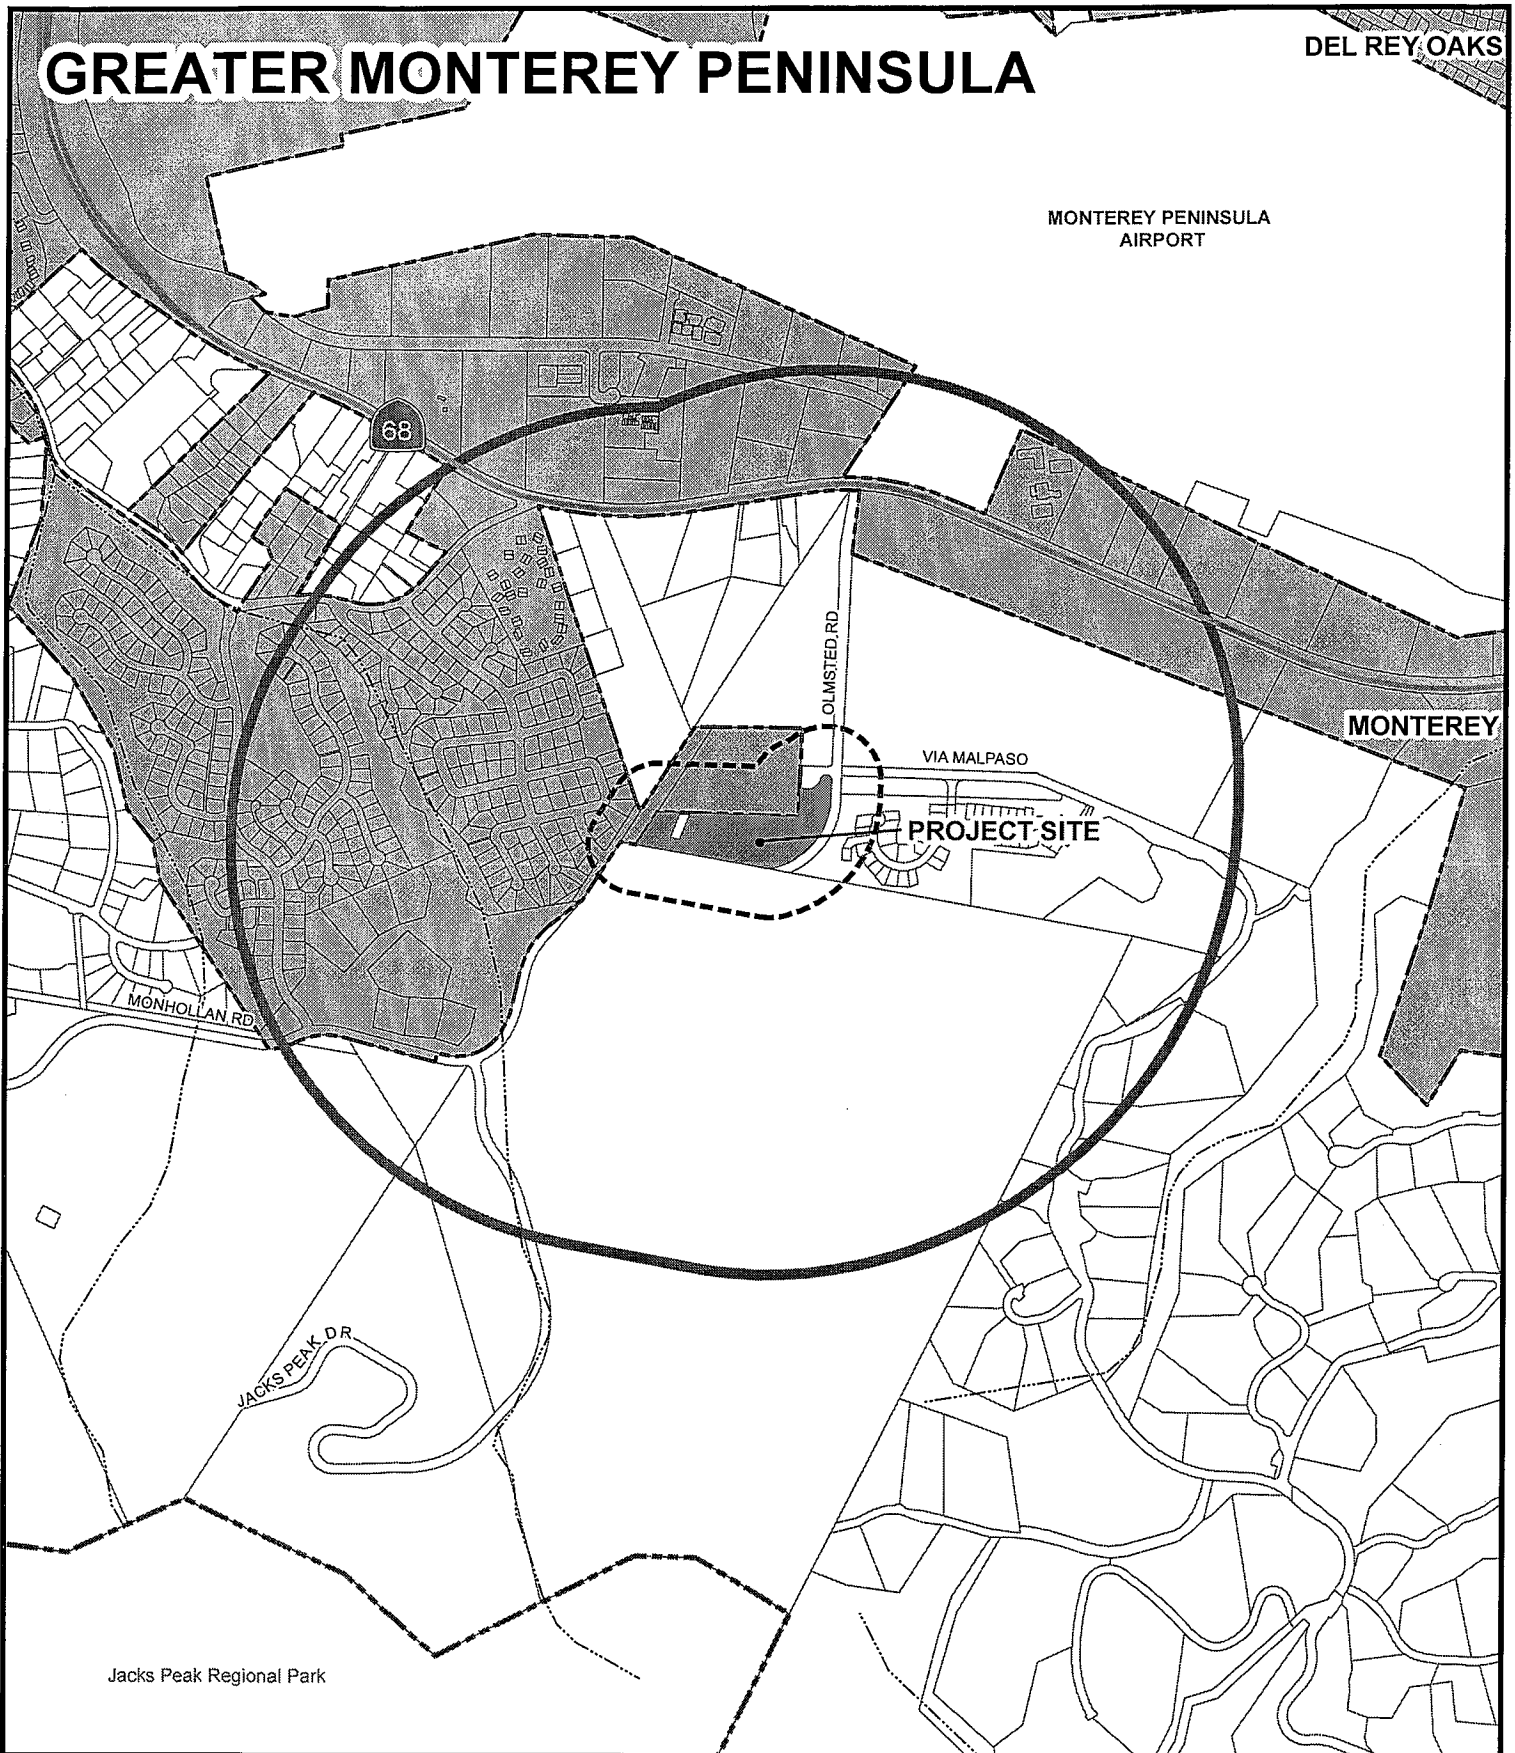 GREATER MONTEREY PENINSULA
DEL REY OAKS
MONTEREY PENINSULA
AIRPORT
68
OLMSTED RD
MONTEREY
VIA MALPASO
PROJECT SITE
MONHOLLAN RD
JACKS PEAK DR
Jacks Peak Regional Park